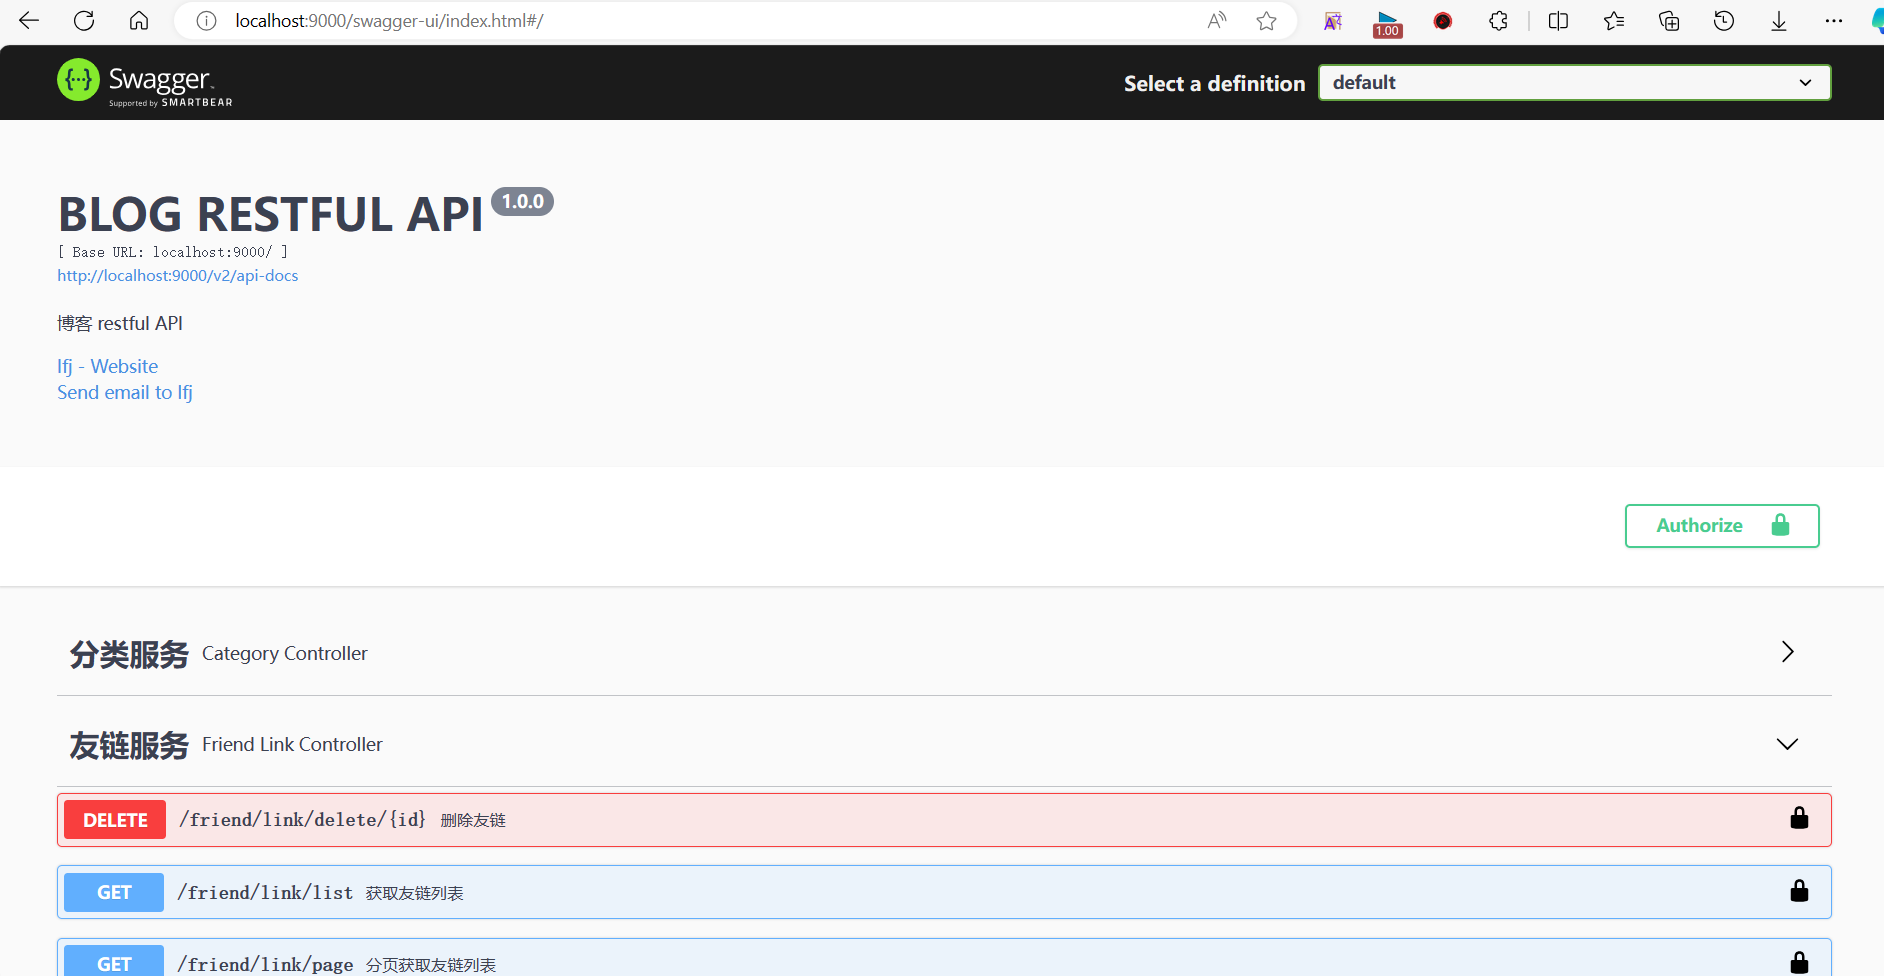 localhost:9000/swagger-ui/index.html#/
1.00
Swagger
Supported by SMARTBEAR
Select a definition
default
BLOG RESTFUL API 1.0.0
[ Base URL: localhost:9000/ ]
http://localhost:9000/v2/api-docs
博客 restful API
lfj - Website
Send email to lfj
Authorize
分类服务 Category Controller
友链服务 Friend Link Controller
DELETE /friend/link/delete/{id} 删除友链
GET /friend/link/list 获取友链列表
GET /friend/link/page 分页获取友链列表